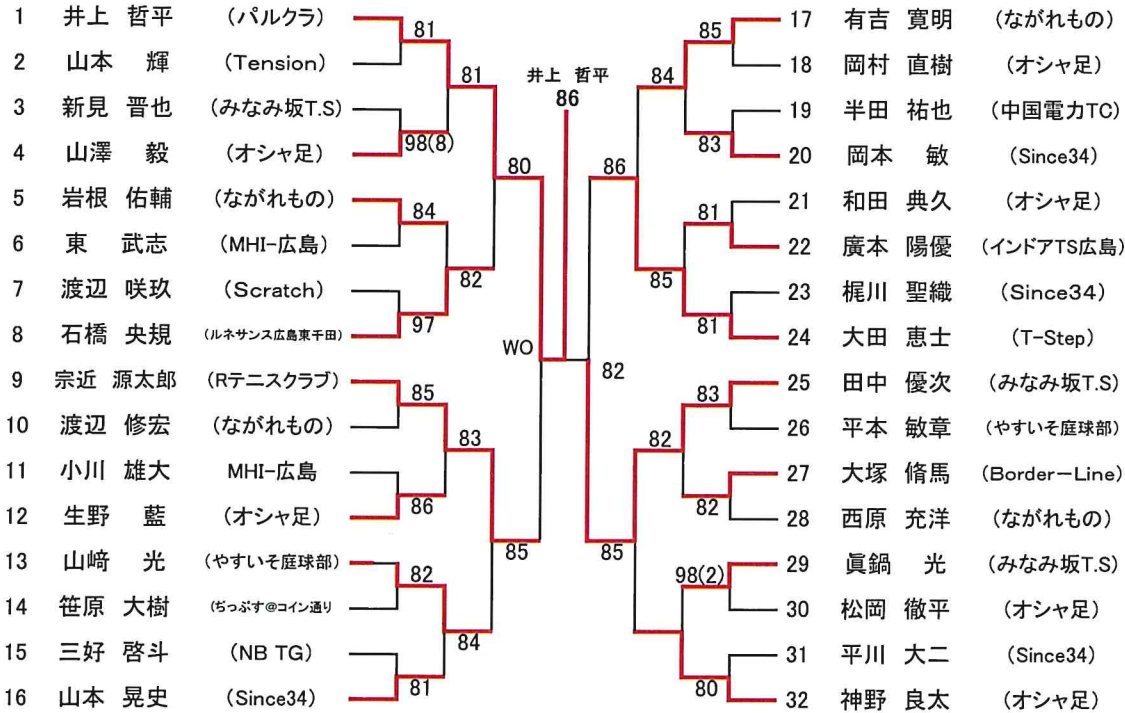 1 井上 哲平 (パルクラ)
81
2 山本 輝 (Tension)
81
3 新見 晋也 (みなみ坂T.S)
98(8)
4 山澤 毅 (オシャ足)
80
5 岩根 佑輔 (ながれもの)
84
6 東 武志 (MHI-広島)
82
7 渡辺 咲玖 (Scratch)
97
8 石橋 央規 (ルネサンス広島東千田)
WO
9 宗近 源太郎 (Rテニスクラブ)
85
10 渡辺 修宏 (ながれもの)
83
11 小川 雄大 MHI-広島
86
12 生野 藍 (オシャ足)
85
13 山﨑 光 (やすいそ庭球部)
82
14 笹原 大樹 (ぢっぷす@コイン通り
84
15 三好 啓斗 (NB TG)
81
16 山本 晃史 (Since34)
井上 哲平
86
17 有吉 寛明 (ながれもの)
85
18 岡村 直樹 (オシャ足)
84
19 半田 祐也 (中国電力TC)
83
20 岡本 敏 (Since34)
86
21 和田 典久 (オシャ足)
81
22 廣本 陽優 (インドアTS広島)
85
23 梶川 聖織 (Since34)
81
24 大田 恵士 (T-Step)
82
25 田中 優次 (みなみ坂T.S)
83
26 平本 敏章 (やすいそ庭球部)
82
27 大塚 脩馬 (Border-Line)
82
28 西原 充洋 (ながれもの)
85
29 眞鍋 光 (みなみ坂T.S)
98(2)
30 松岡 徹平 (オシャ足)
31 平川 大二 (Since34)
80
32 神野 良太 (オシャ足)